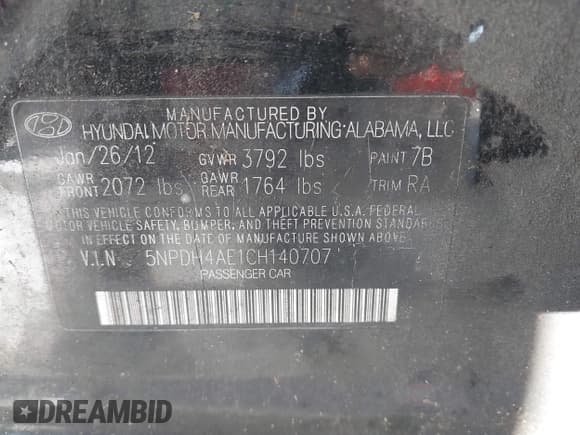 MANUFACTURED BY
HYUNDAI MOTOR MANUFACTURING ALABAMA, LLC
Jan/26/12 GVWR 3792 lbs PAINT 7B
GAWR FRONT 2072 lbs GAWR REAR 1764 lbs TRIM RA
THIS VEHICLE CONFORMS TO ALL APPLICABLE U.S.A. FEDERAL
MOTOR VEHICLE SAFETY, BUMPER, AND THEFT PREVENTION STANDARDS
IN EFFECT ON THE DATE OF MANUFACTURE SHOWN ABOVE.
V.I.N 5NPDH4AE1CH140707
PASSENGER CAR
DREAMBID